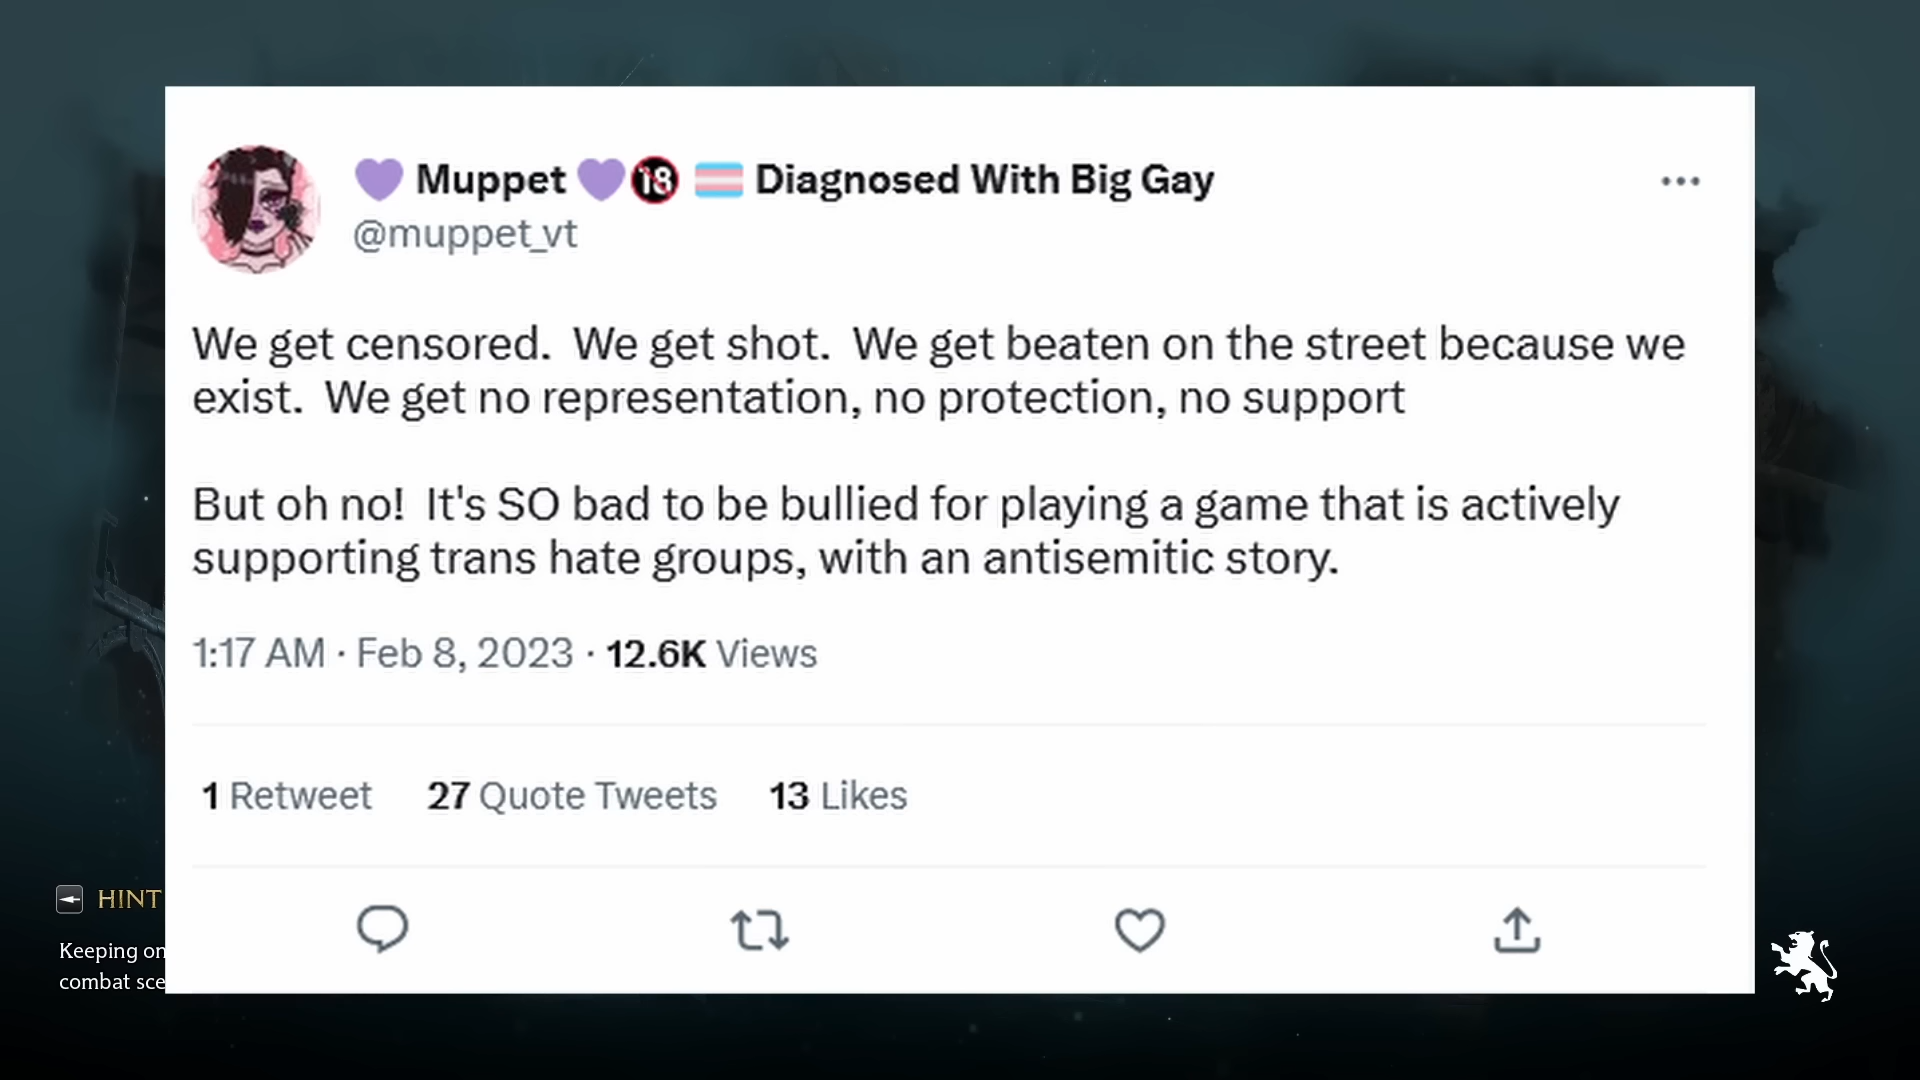 💜 Muppet 💜🔞 🏳️‍⚧️ Diagnosed With Big Gay
@muppet_vt
We get censored.  We get shot.  We get beaten on the street because we
exist.  We get no representation, no protection, no support
But oh no!  It's SO bad to be bullied for playing a game that is actively
supporting trans hate groups, with an antisemitic story.
1:17 AM · Feb 8, 2023 · 12.6K Views
1 Retweet 27 Quote Tweets 13 Likes
HINT
Keeping on
combat sce